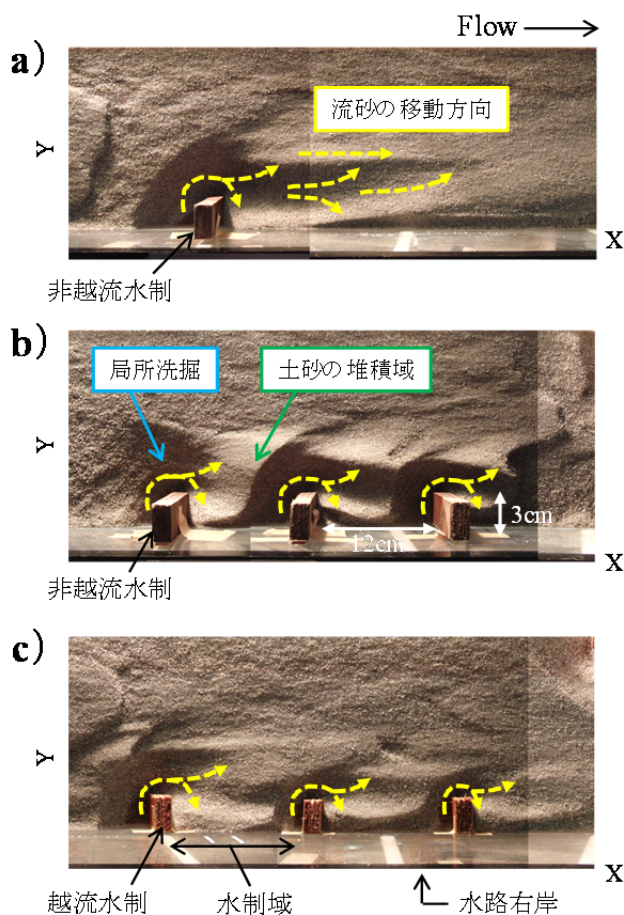 Flow
a)
流砂の移動方向
Y
X
非越流水制
b)
局所洗掘
土砂の堆積域
Y
3cm
12cm
X
非越流水制
c)
Y
X
越流水制
水制域
水路右岸